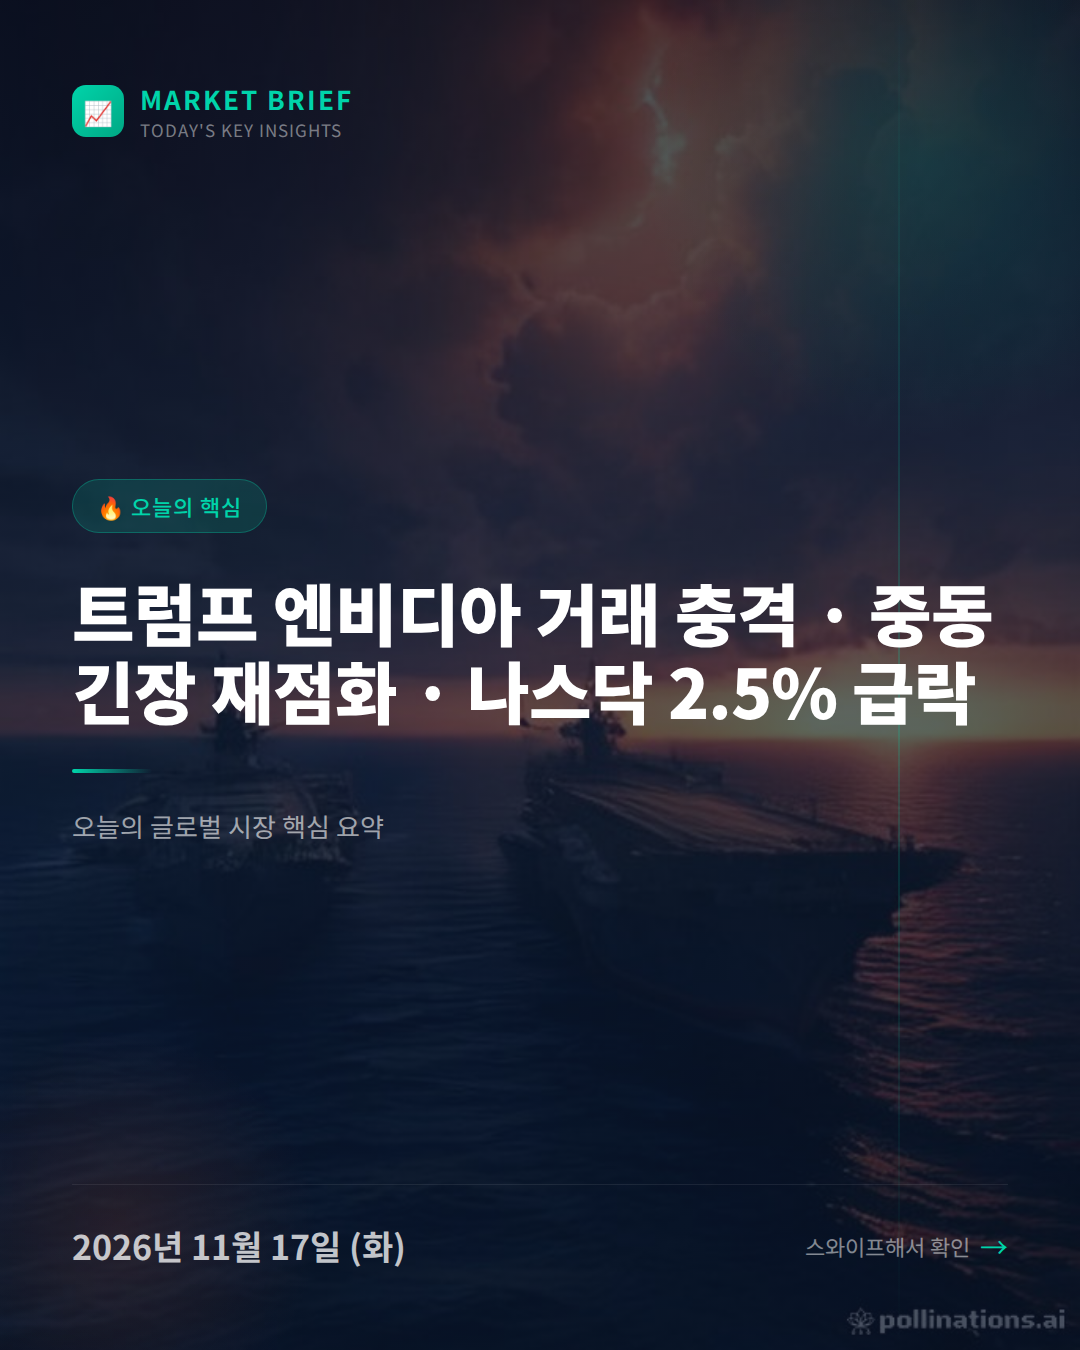 MARKET BRIEF
TODAY'S KEY INSIGHTS
🔥 오늘의 핵심
트럼프 엔비디아 거래 충격 · 중동
긴장 재점화 · 나스닥 2.5% 급락
오늘의 글로벌 시장 핵심 요약
2026년 11월 17일 (화)
스와이프해서 확인 →
pollinations.ai